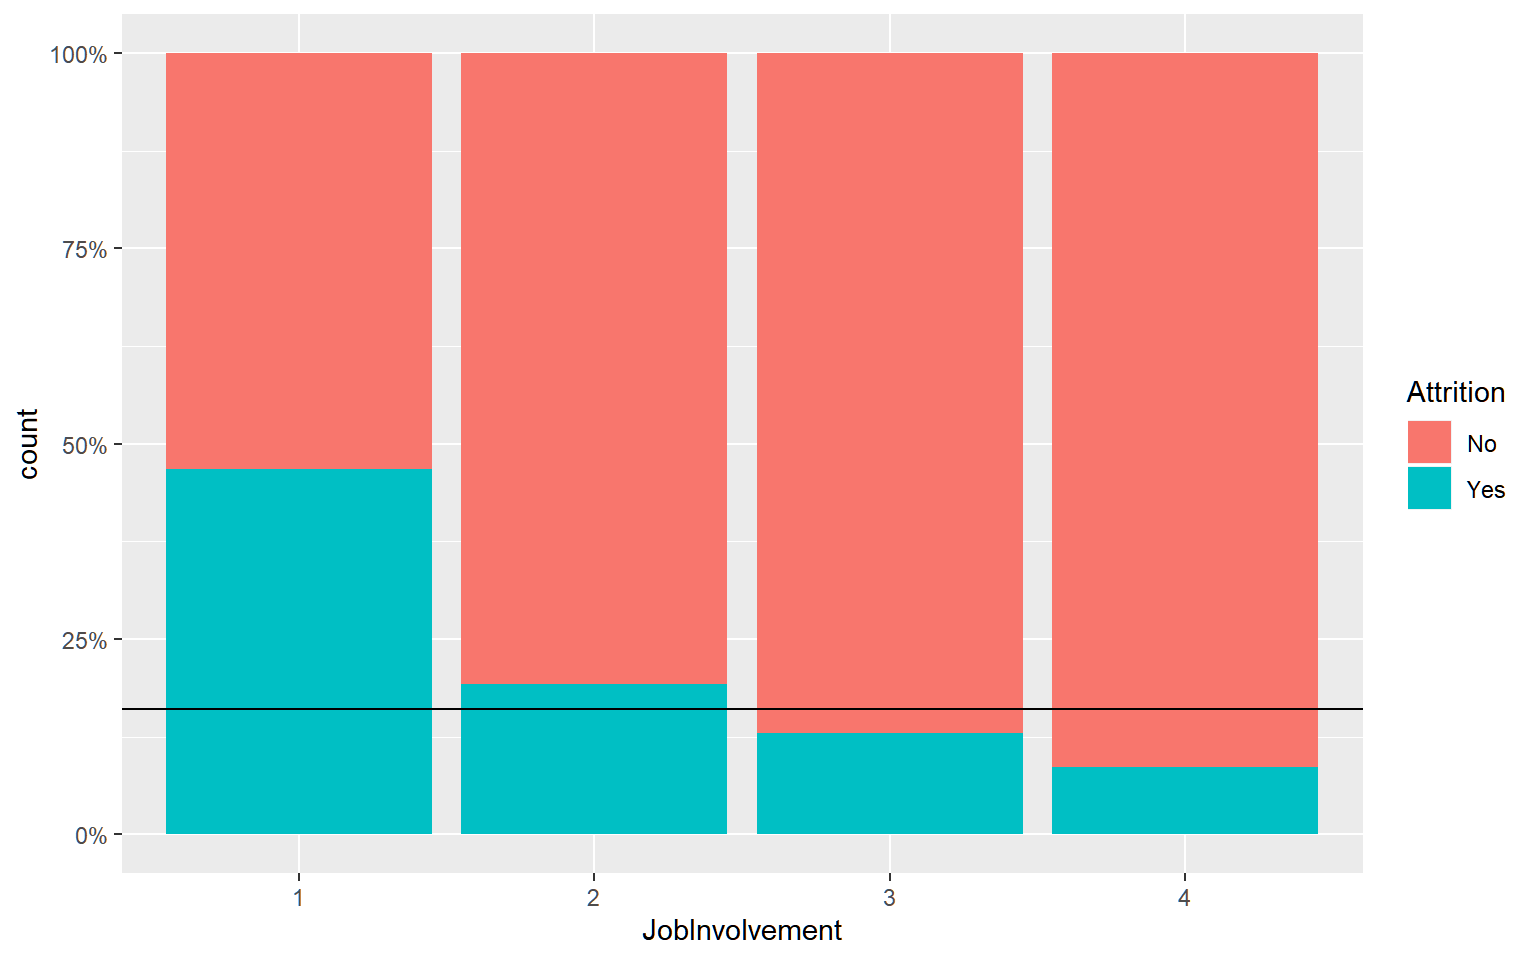 100%
75%
50%
25%
0%
count
1
2
3
4
JobInvolvement
Attrition
No
Yes